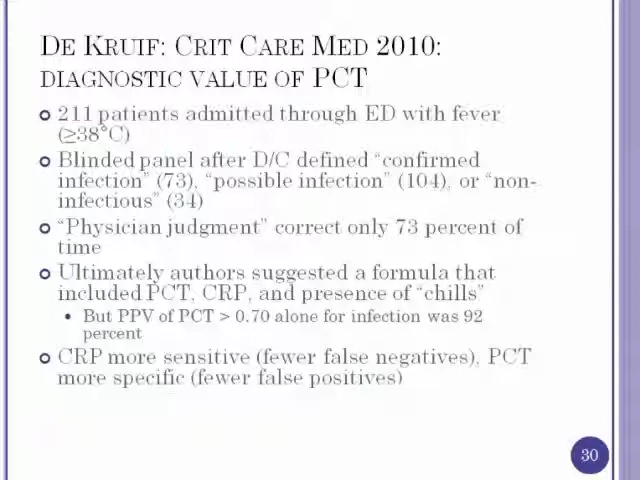 DE KRUIF: CRIT CARE MED 2010:
DIAGNOSTIC VALUE OF PCT
211 patients admitted through ED with fever
(≥38°C)
Blinded panel after D/C defined “confirmed
infection” (73), “possible infection” (104), or “non-
infectious” (34)
“Physician judgment” correct only 73 percent of
time
Ultimately authors suggested a formula that
included PCT, CRP, and presence of “chills”
But PPV of PCT > 0.70 alone for infection was 92
percent
CRP more sensitive (fewer false negatives), PCT
more specific (fewer false positives)
30